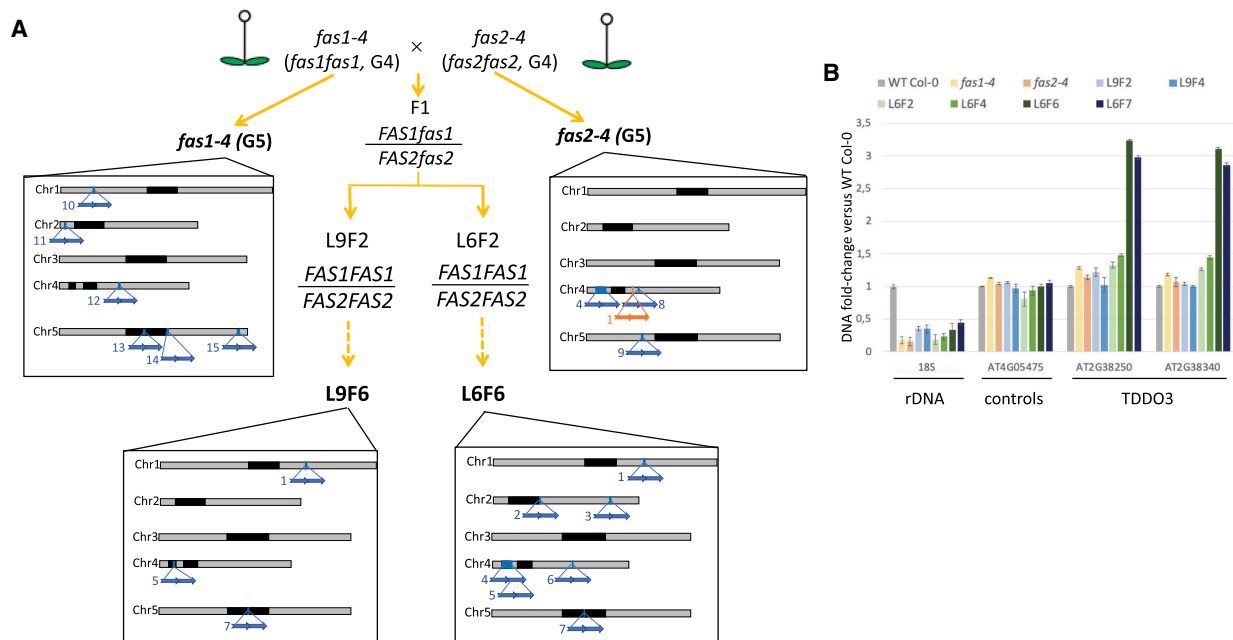 A
fas1-4
(fas1fas1, G4)
×
fas2-4
(fas2fas2, G4)
F1
FAS1fas1
FAS2fas2
fas1-4 (G5)
Chr1
10
Chr2
11
Chr3
Chr4
12
Chr5
13
14
15
fas2-4 (G5)
Chr1
Chr2
Chr3
Chr4
4
8
1
Chr5
9
L9F2
FAS1FAS1
FAS2FAS2
L6F2
FAS1FAS1
FAS2FAS2
L9F6
L6F6
Chr1
1
Chr2
Chr3
Chr4
5
Chr5
7
Chr1
1
Chr2
2
3
Chr3
Chr4
4
6
5
Chr5
7
B
WT Col-0 fas1-4 fas2-4 L9F2 L9F4
L6F2 L6F4 L6F6 L6F7
DNA fold-change versus WT Col-0
3,5
3
2,5
2
1,5
1
0,5
0
18S AT4G05475 AT2G38250 AT2G38340
rDNA controls TDDO3